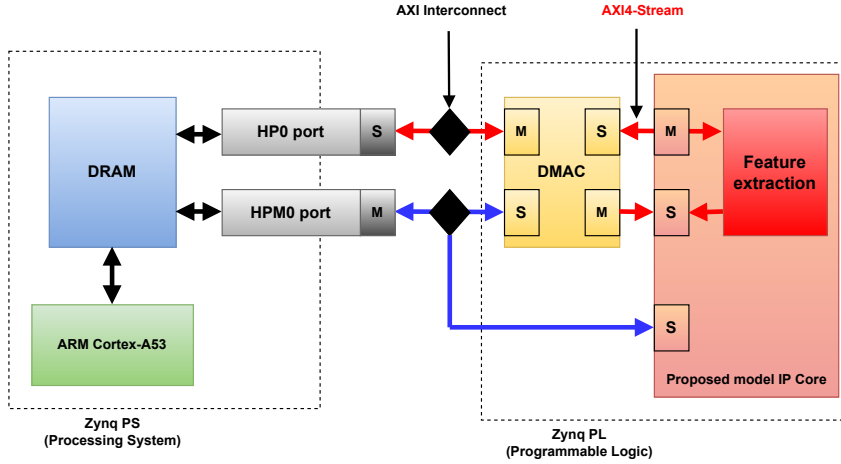 AXI Interconnect
AXI4-Stream
HP0 port
S
M
S
M
DRAM
DMAC
Feature
extraction
HPM0 port
M
S
M
S
ARM Cortex-A53
S
Proposed model IP Core
Zynq PS
(Processing System)
Zynq PL
(Programmable Logic)